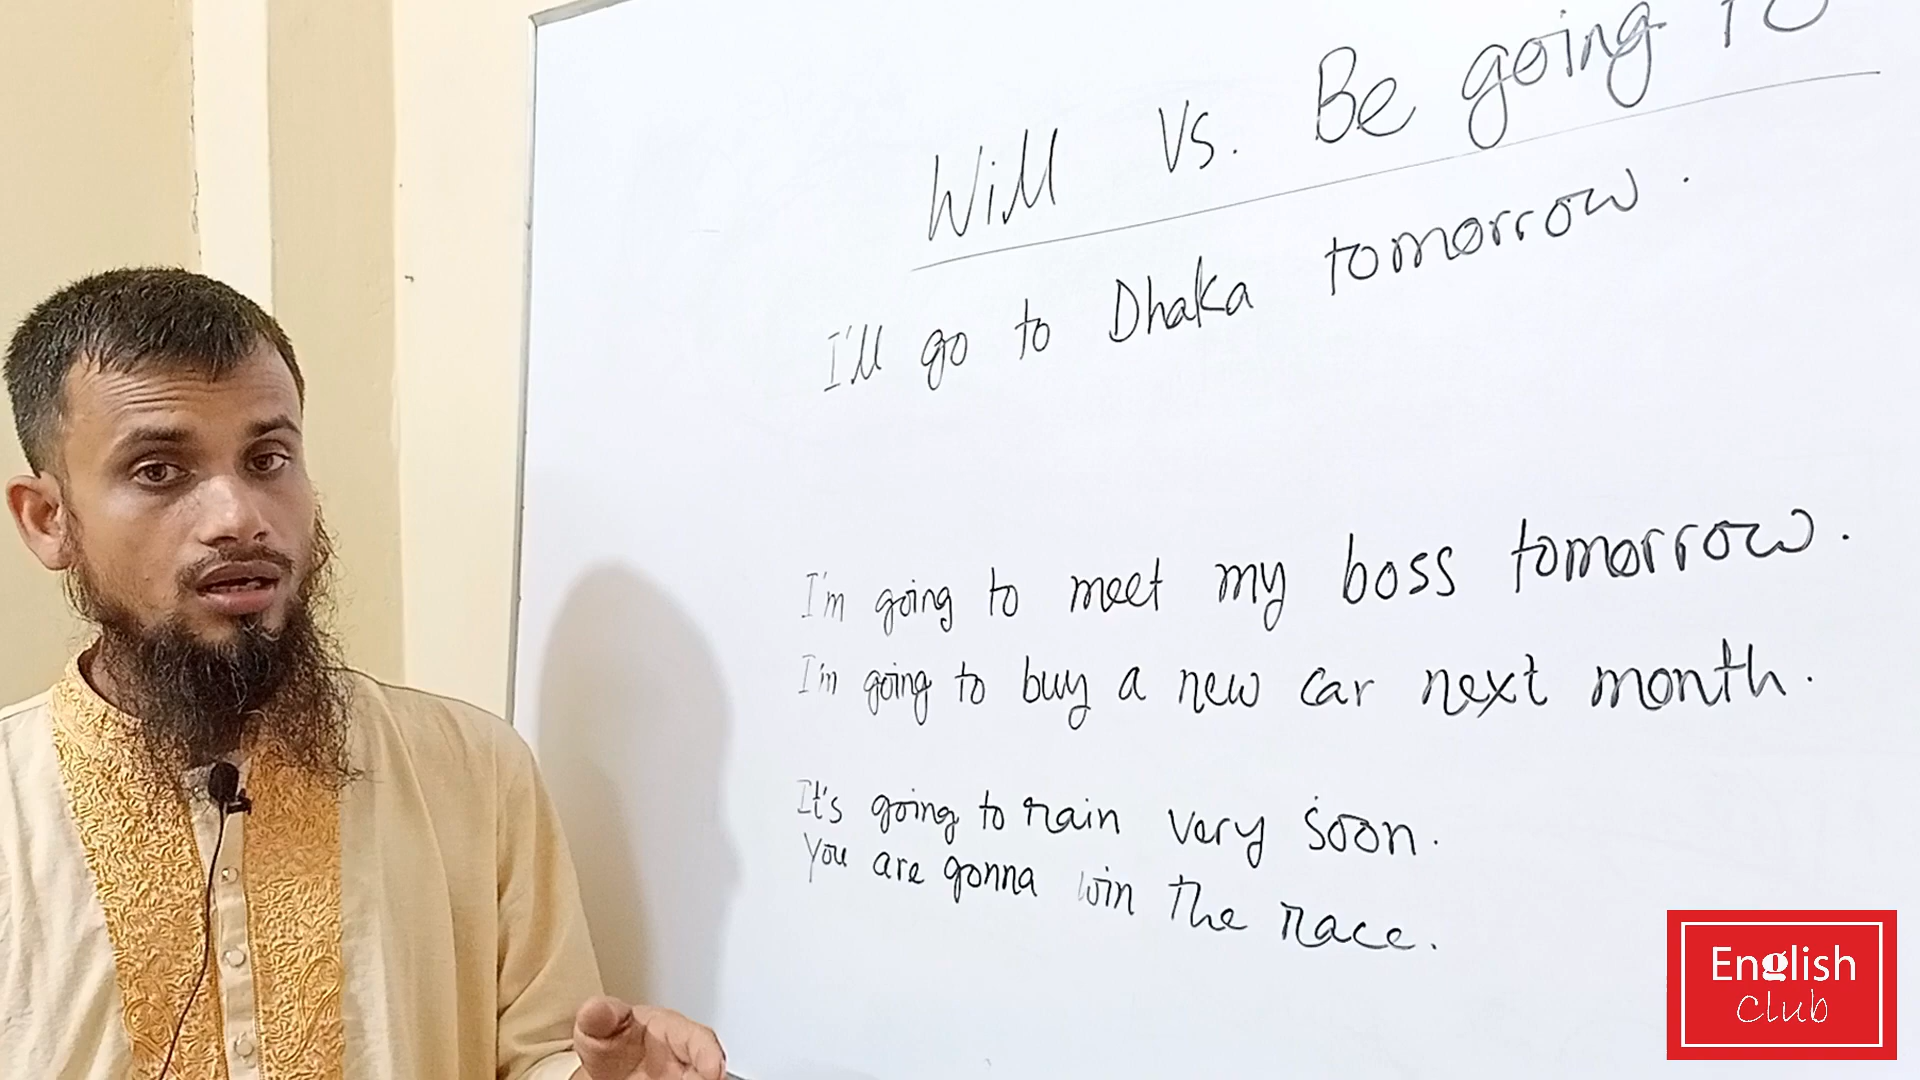 Will Vs. Be going to
I'll go to Dhaka tomorrow.
I'm going to meet my boss tomorrow.
I'm going to buy a new car next month.
It's going to rain very soon.
You are gonna win the race.
English
Club